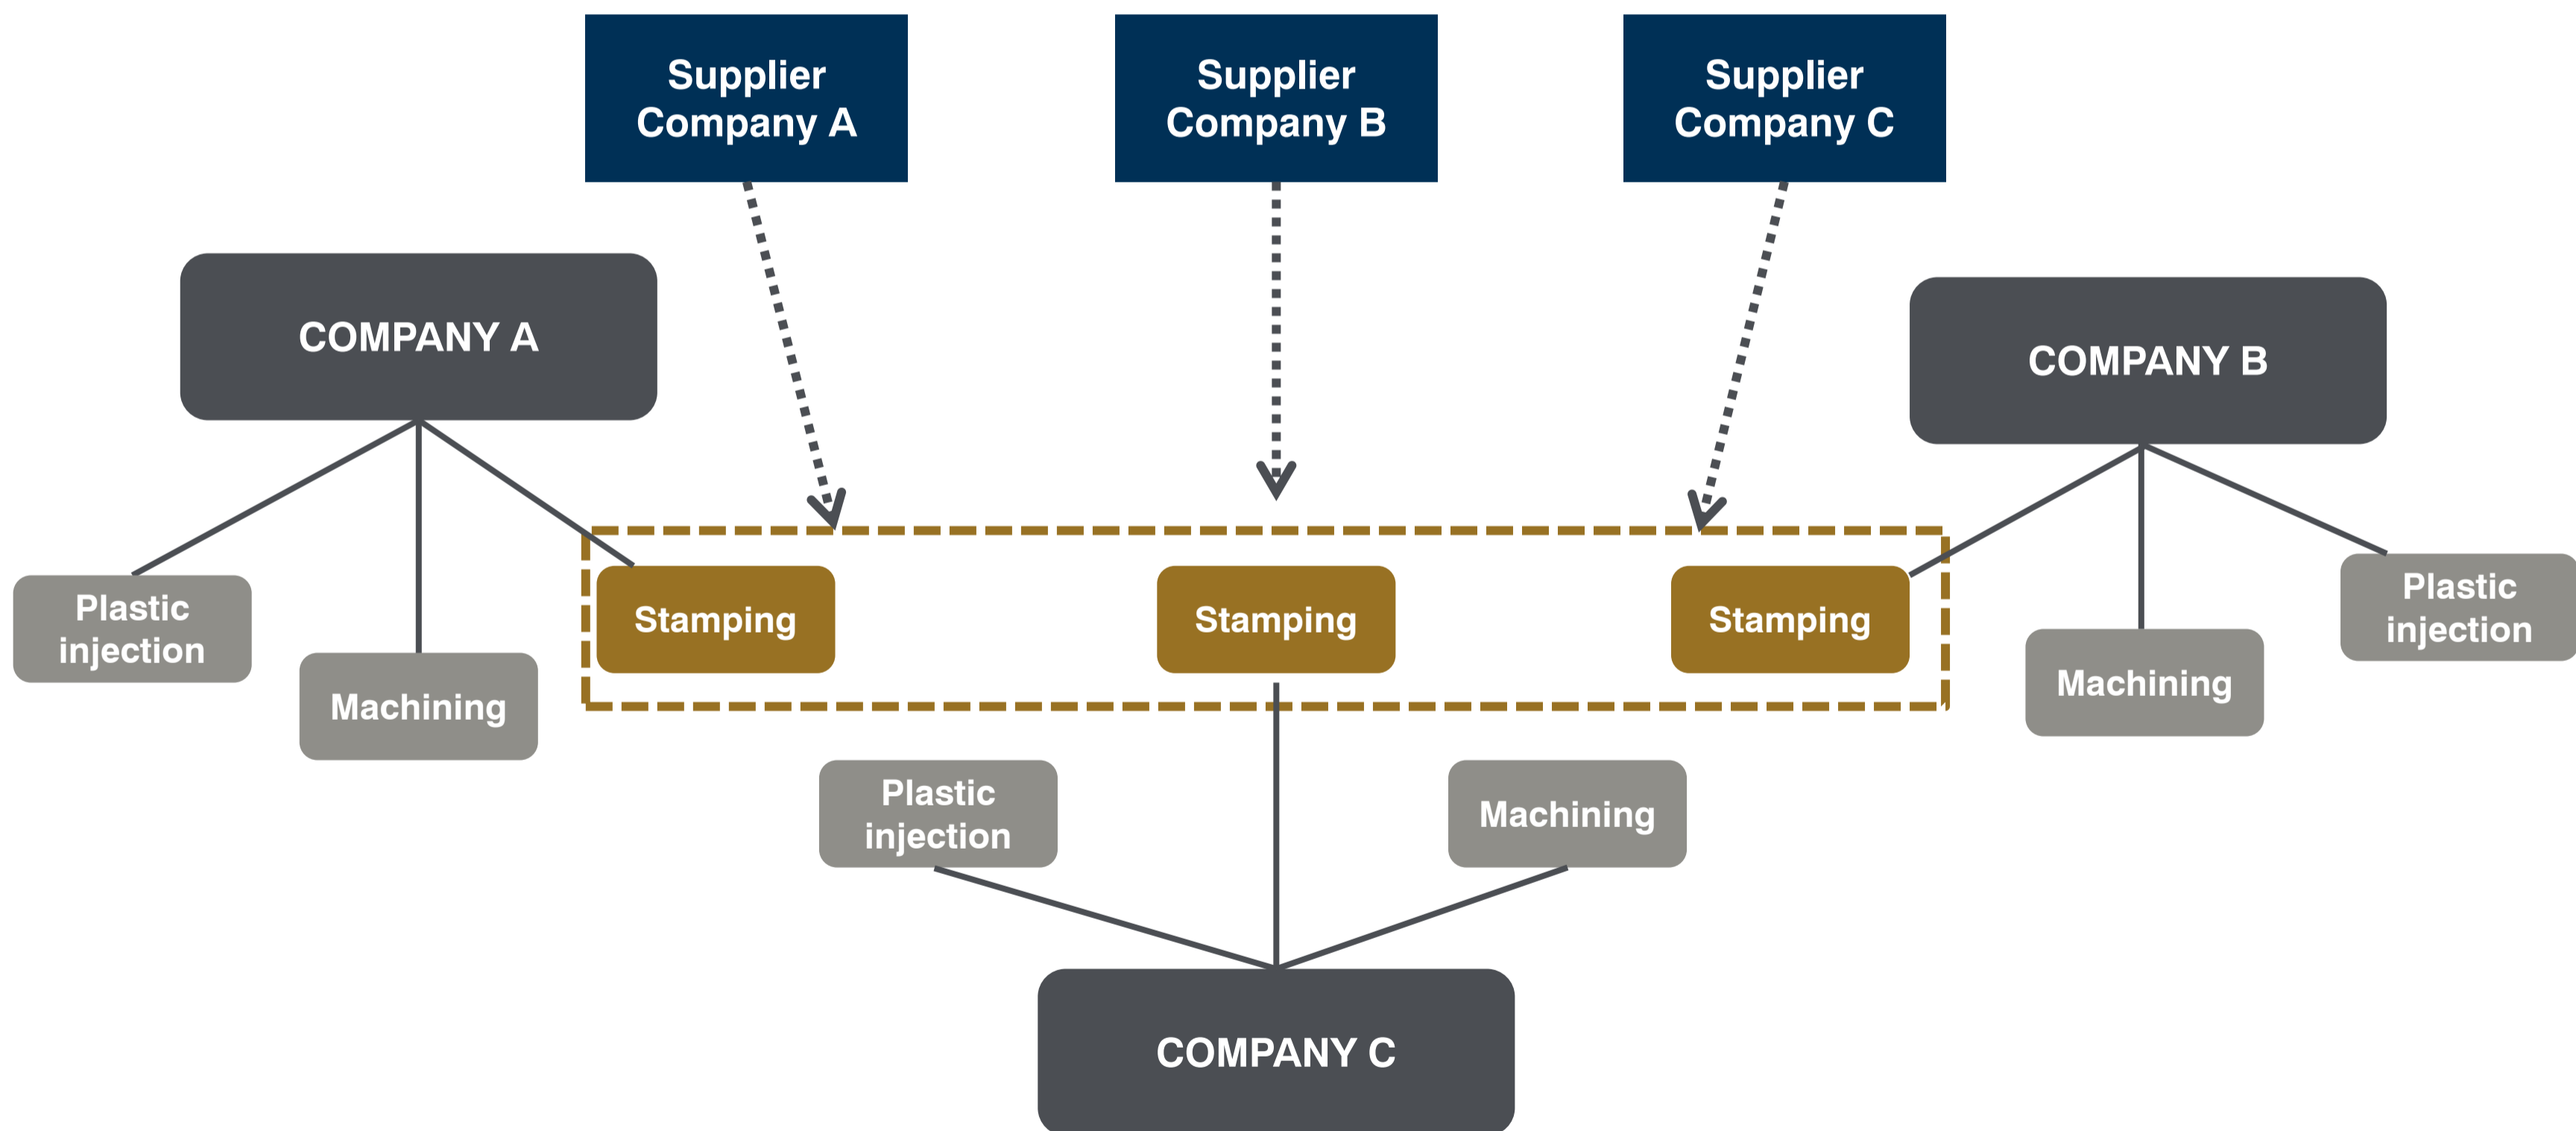 Supplier
Company A
Supplier
Company B
Supplier
Company C
COMPANY A
COMPANY B
Plastic
injection
Machining
Stamping
Stamping
Stamping
Machining
Plastic
injection
Plastic
injection
Machining
COMPANY C